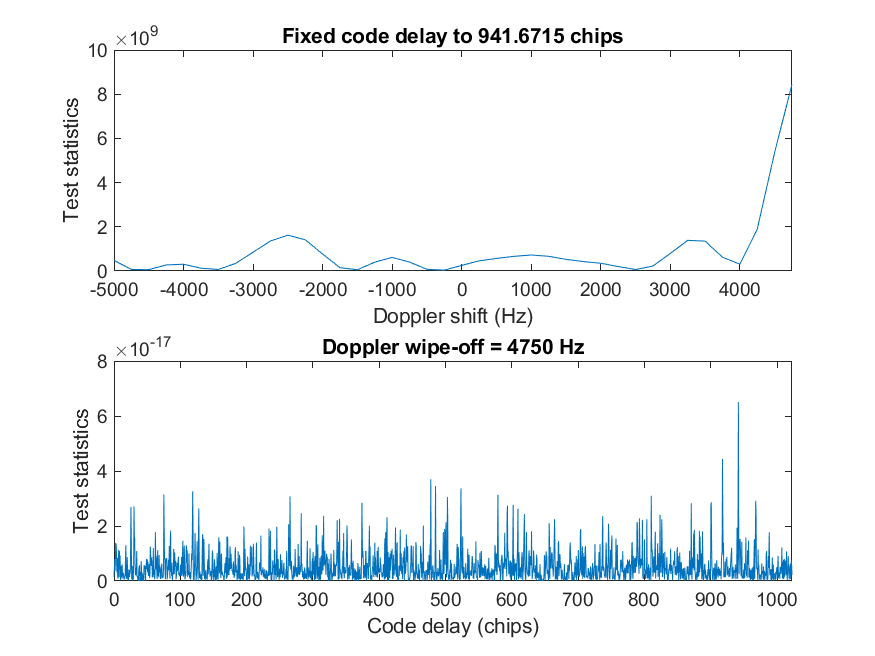 ×10⁹
Fixed code delay to 941.6715 chips
10
8
6
4
2
0
Test statistics
-5000 -4000 -3000 -2000 -1000 0 1000 2000 3000 4000
Doppler shift (Hz)
×10⁻¹⁷
Doppler wipe-off = 4750 Hz
8
6
4
2
0
Test statistics
0 100 200 300 400 500 600 700 800 900 1000
Code delay (chips)